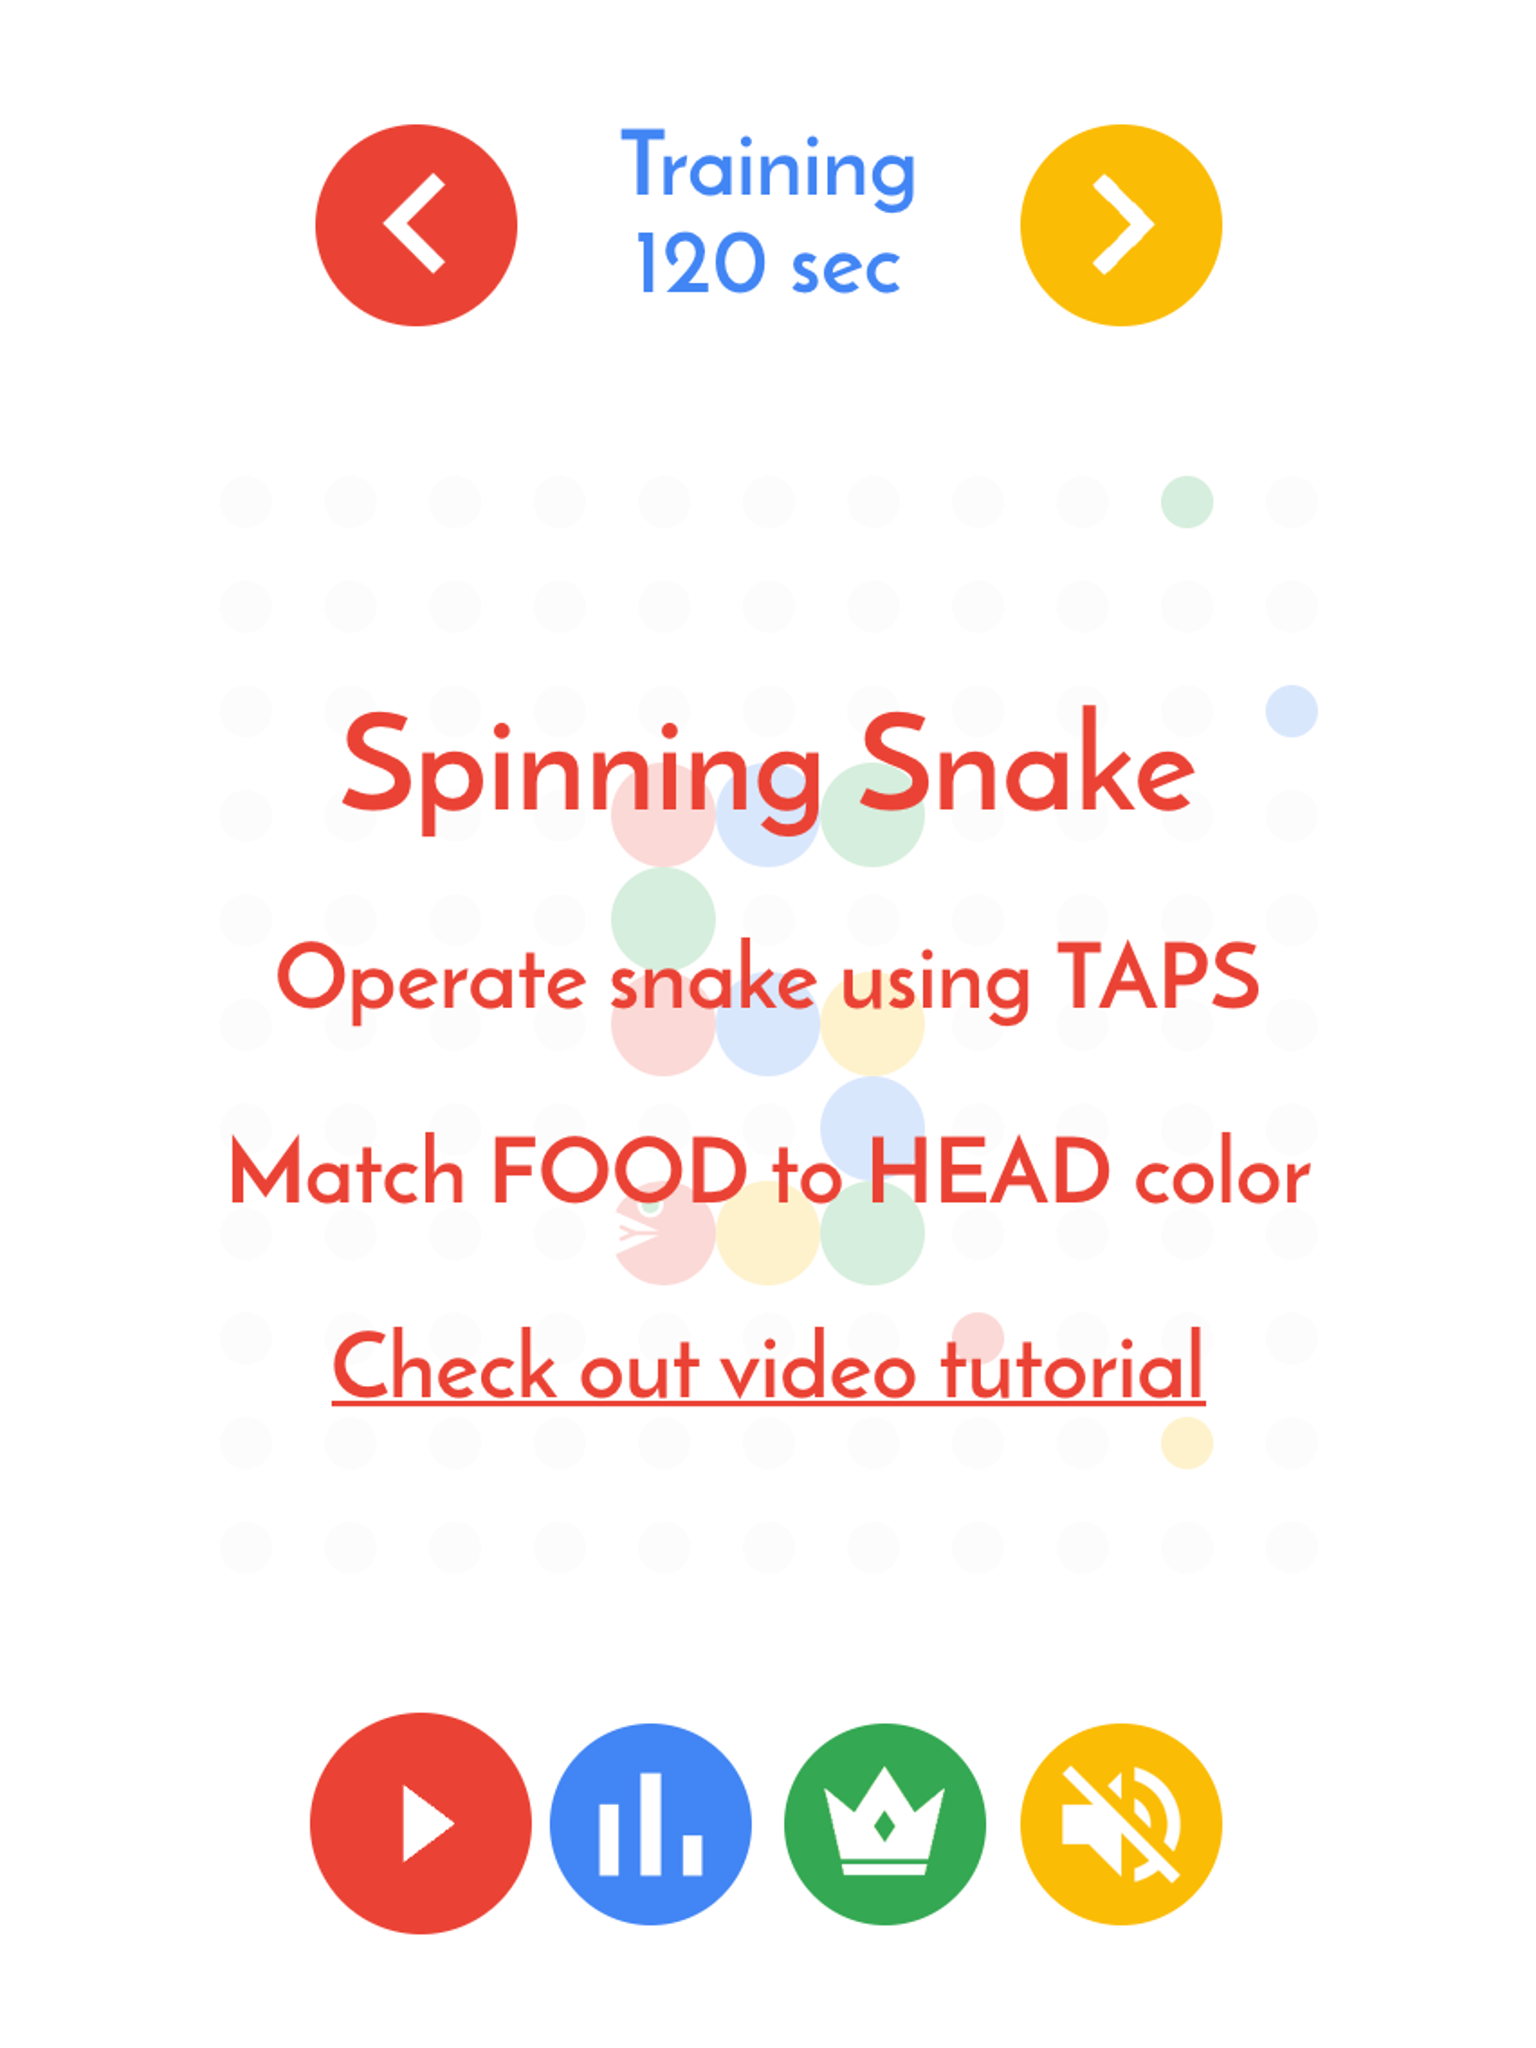 Training
120 sec
Spinning Snake
Operate snake using TAPS
Match FOOD to HEAD color
Check out video tutorial